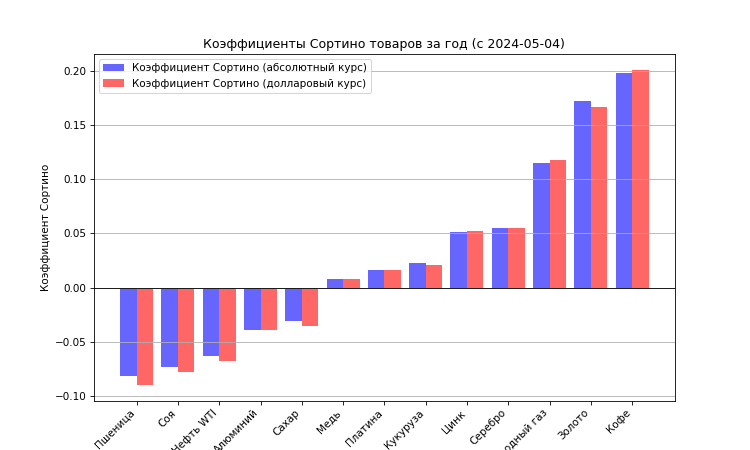 Коэффициенты Сортино товаров за год (с 2024-05-04)
Коэффициент Сортино (абсолютный курс)
Коэффициент Сортино (долларовый курс)
Коэффициент Сортино
0.20
0.15
0.10
0.05
0.00
−0.05
−0.10
Пшеница
Соя
Нефть WTI
Алюминий
Сахар
Медь
Платина
Кукуруза
Цинк
Серебро
одный газ
Золото
Кофе